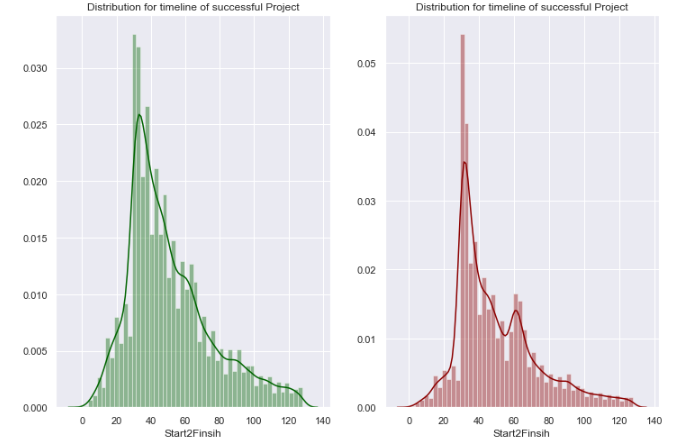 Distribution for timeline of successful Project
0.030
0.025
0.020
0.015
0.010
0.005
0.000
0 20 40 60 80 100 120 140
Start2Finsih
Distribution for timeline of successful Project
0.05
0.04
0.03
0.02
0.01
0.00
0 20 40 60 80 100 120 140
Start2Finsih